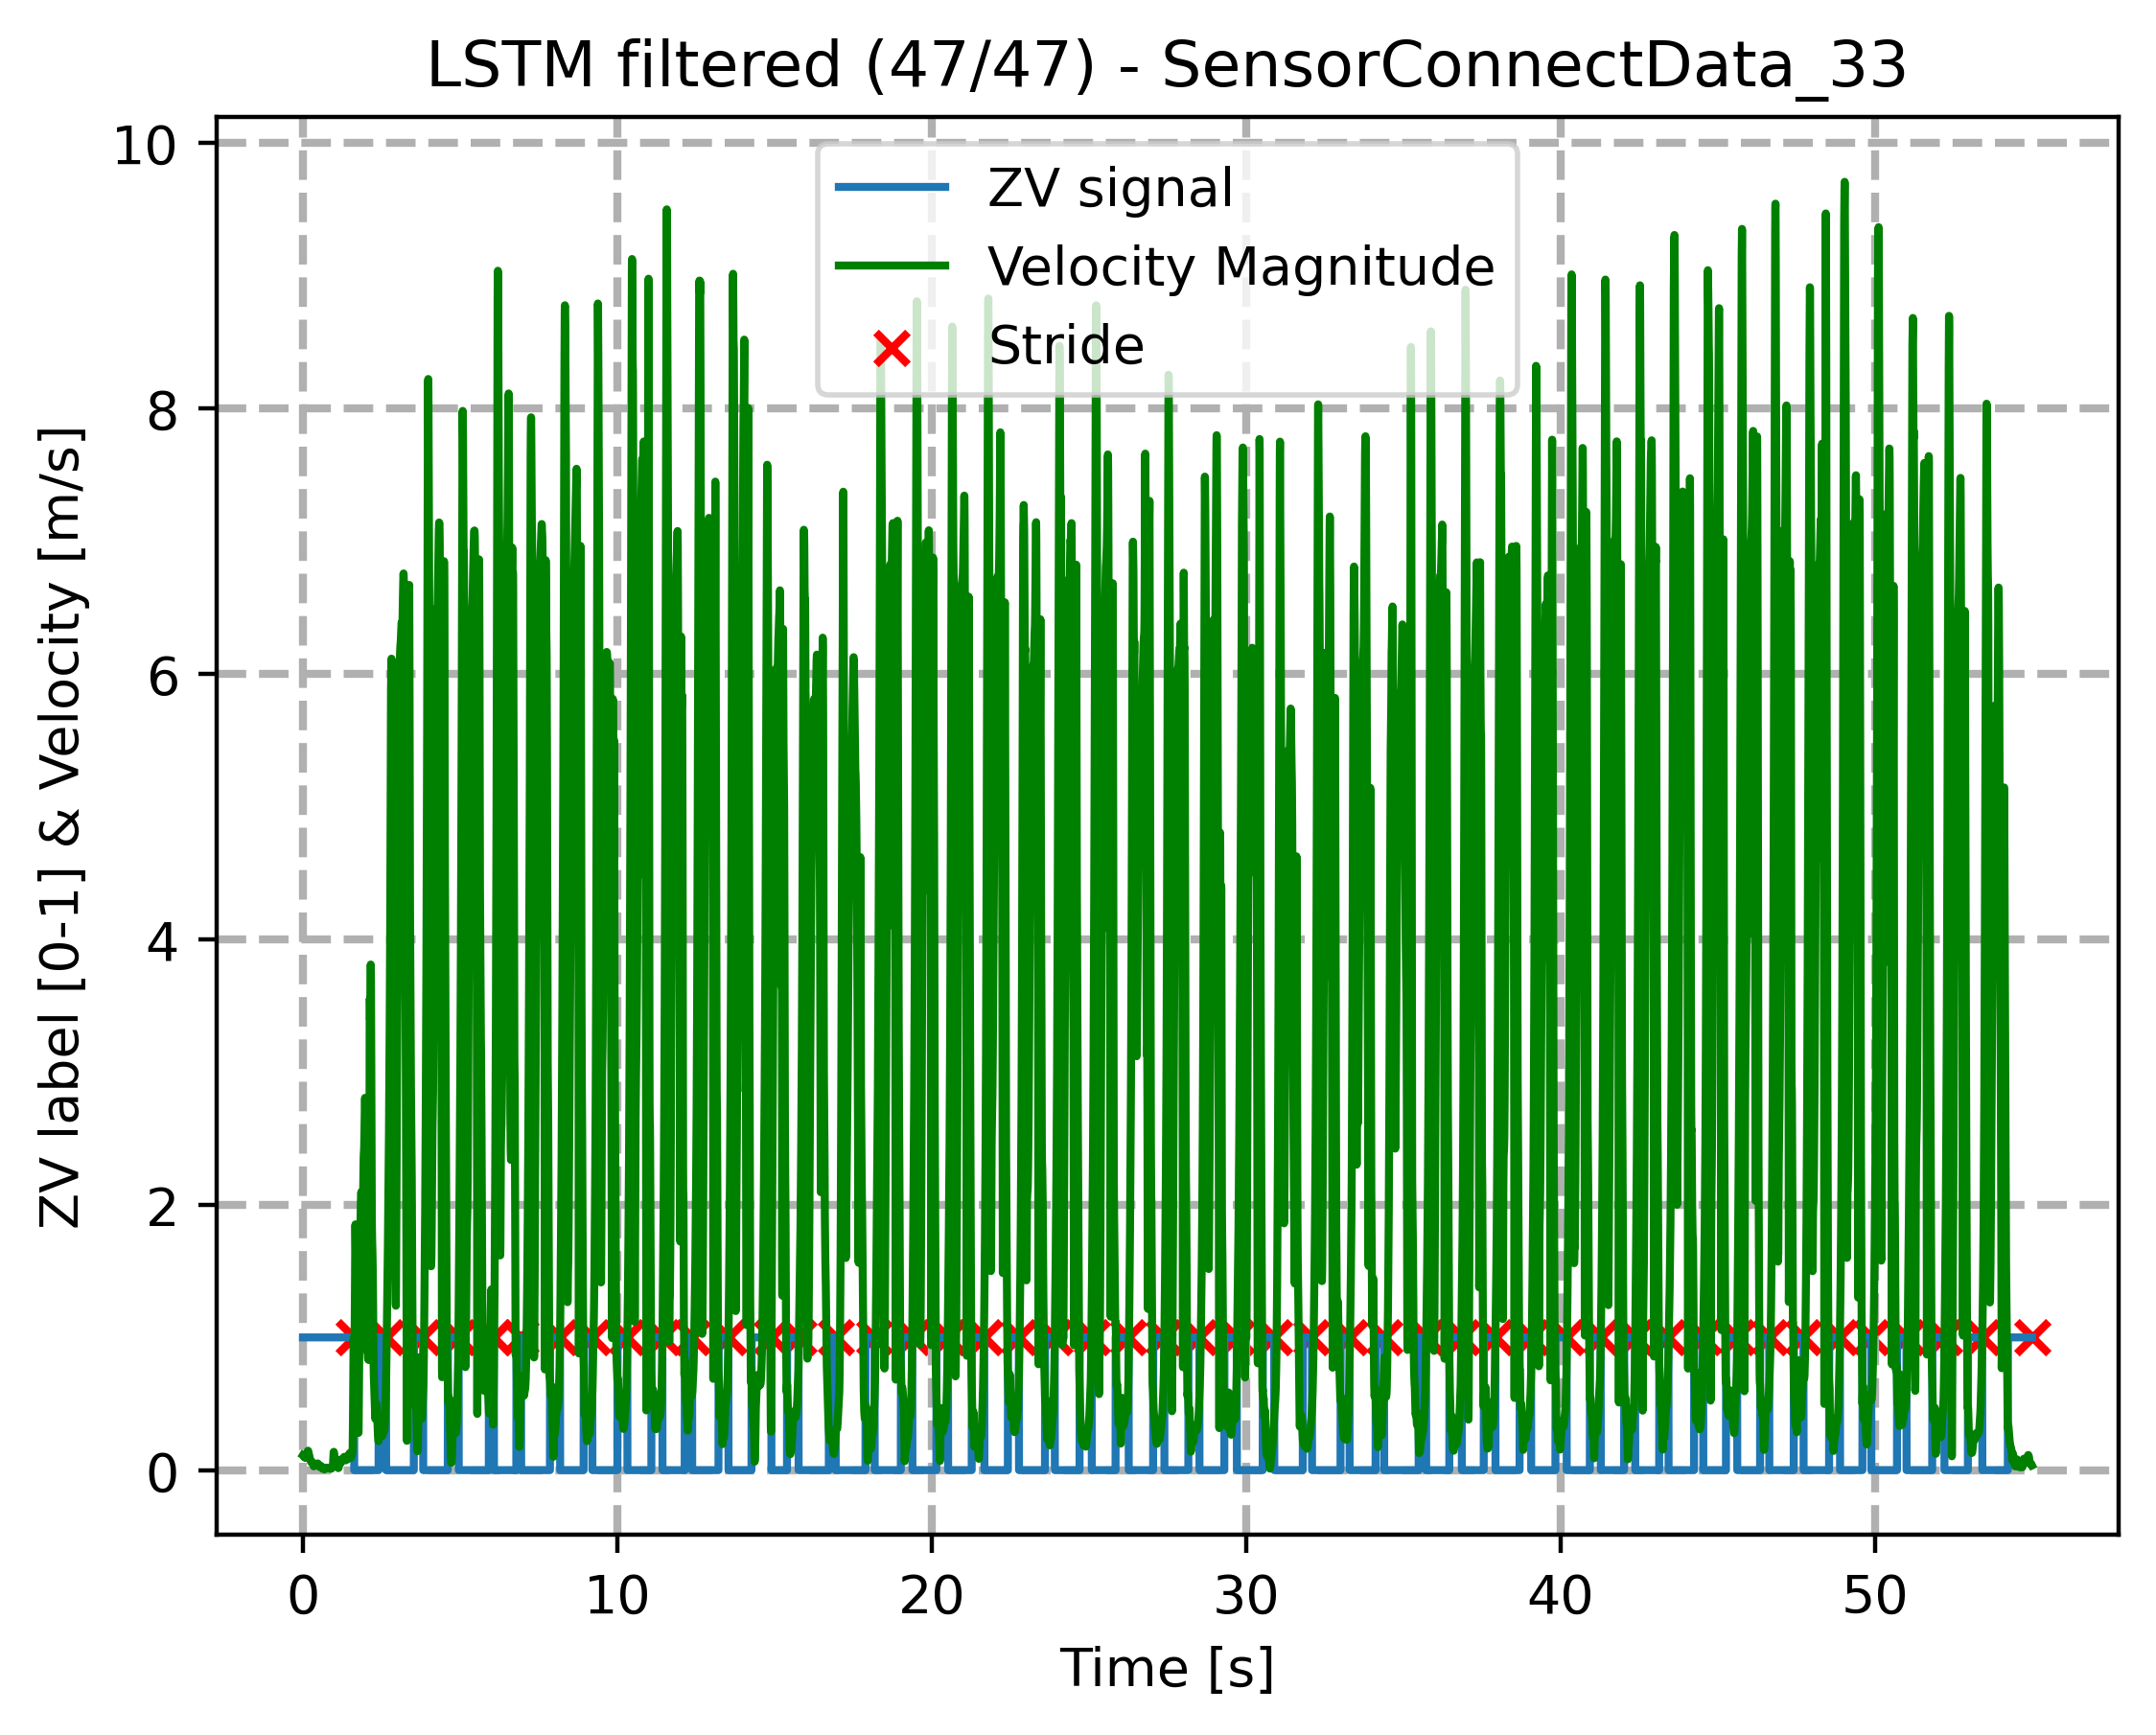 LSTM filtered (47/47) - SensorConnectData_33
ZV signal
Velocity Magnitude
Stride
ZV label [0-1] & Velocity [m/s]
10
8
6
4
2
0
0 10 20 30 40 50
Time [s]